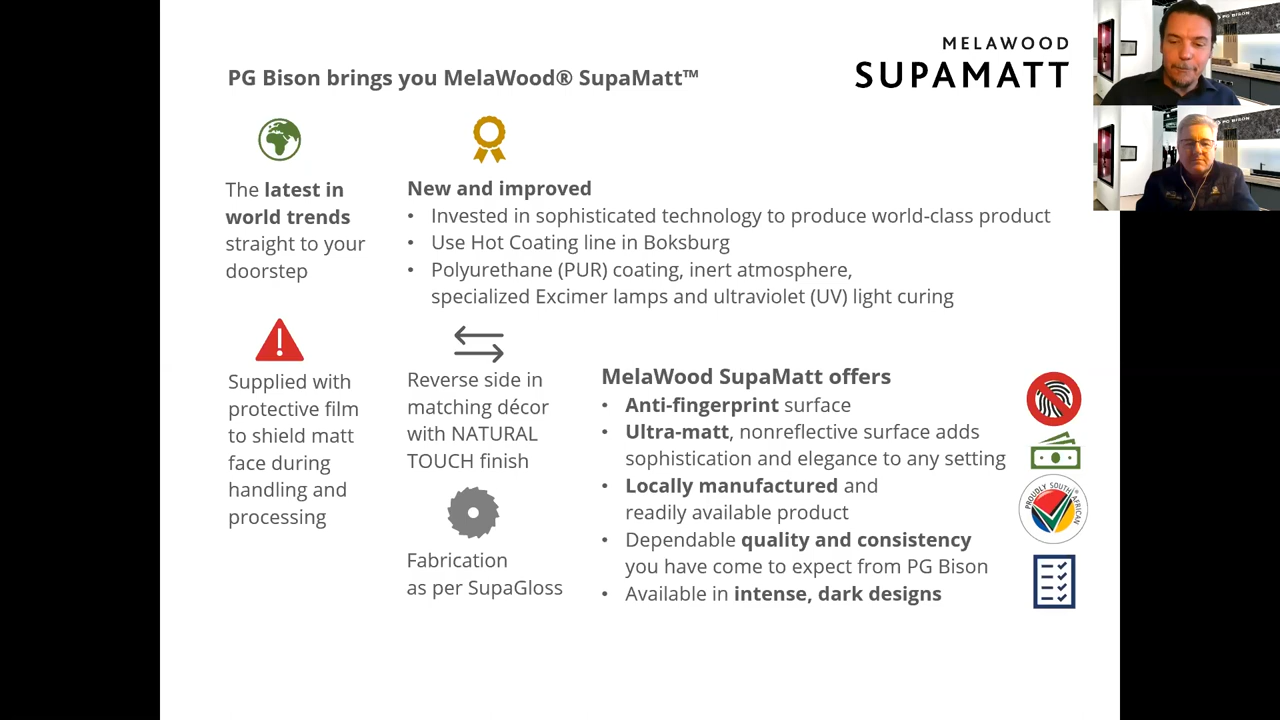 PG Bison brings you MelaWood® SupaMatt™
MELAWOOD
SUPAMATT
The latest in
world trends
straight to your
doorstep
New and improved
• Invested in sophisticated technology to produce world-class product
• Use Hot Coating line in Boksburg
• Polyurethane (PUR) coating, inert atmosphere,
specialized Excimer lamps and ultraviolet (UV) light curing
Supplied with
protective film
to shield matt
face during
handling and
processing
Reverse side in
matching décor
with NATURAL
TOUCH finish
Fabrication
as per SupaGloss
MelaWood SupaMatt offers
• Anti-fingerprint surface
• Ultra-matt, nonreflective surface adds
sophistication and elegance to any setting
• Locally manufactured and
readily available product
• Dependable quality and consistency
you have come to expect from PG Bison
• Available in intense, dark designs
PROUDLY SOUTH AFRICAN
PG BISON
PG BISON